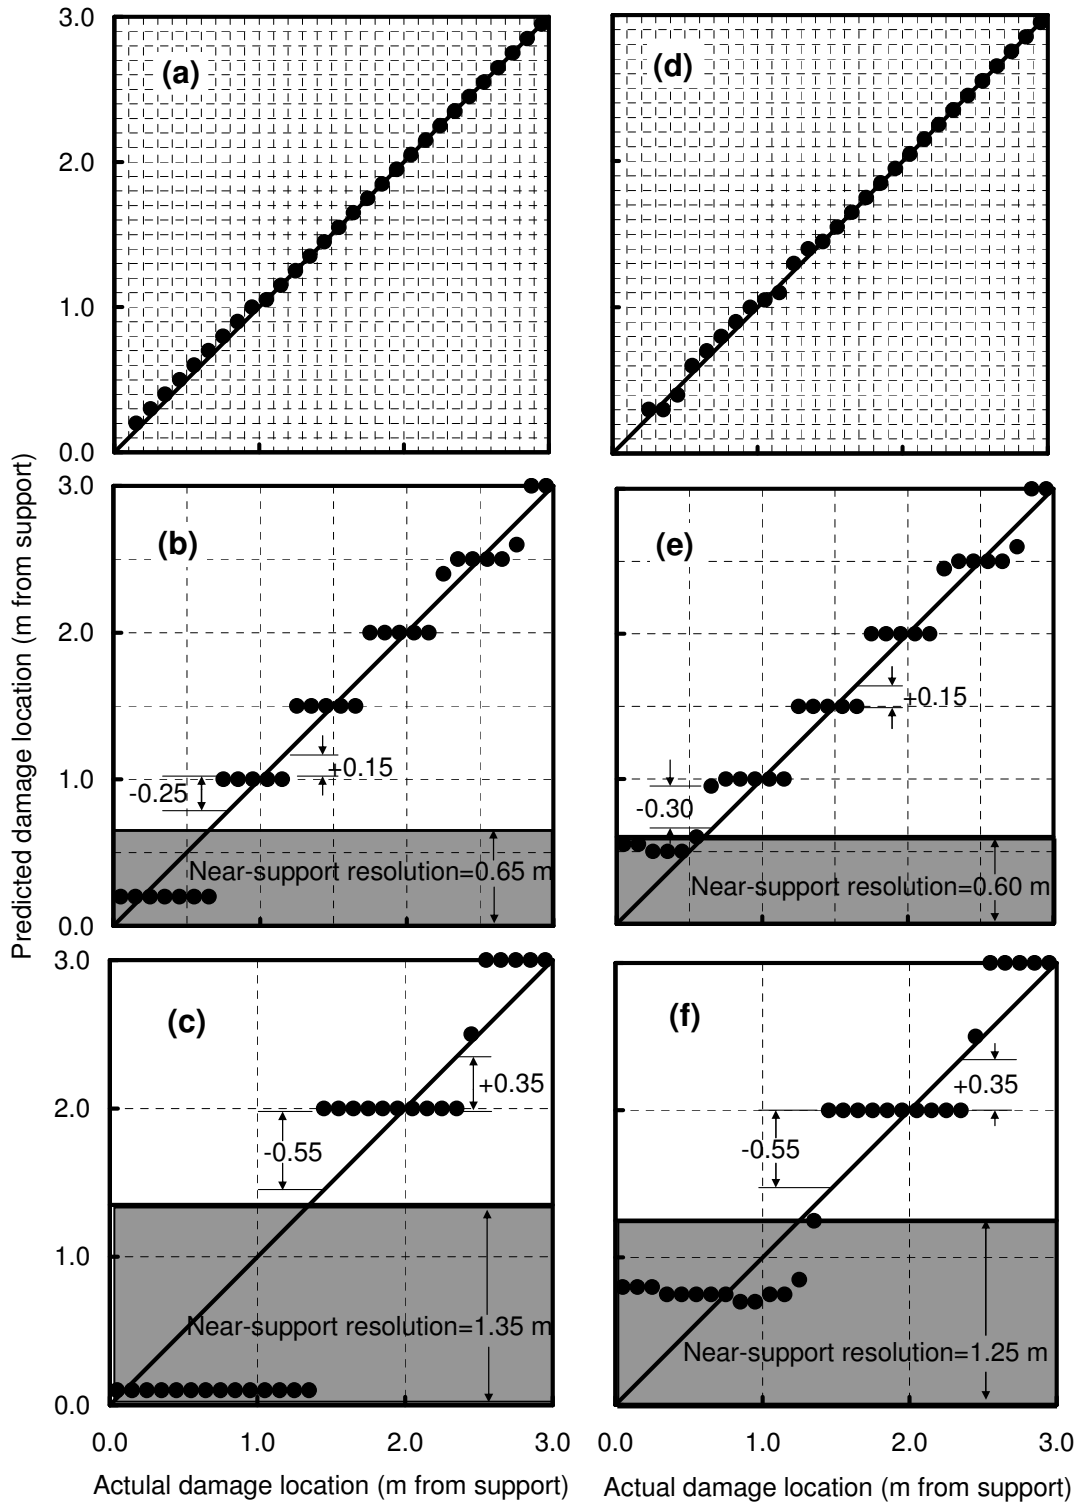 3.0
(a)
(d)
2.0
1.0
0.0
Predicted damage location (m from support)
3.0
(b)
(e)
2.0
+0.15
+0.15
1.0
-0.25
-0.30
Near-support resolution=0.65 m
Near-support resolution=0.60 m
0.0
3.0
(c)
(f)
+0.35
+0.35
2.0
-0.55
-0.55
1.0
Near-support resolution=1.35 m
Near-support resolution=1.25 m
0.0
0.0 1.0 2.0 3.0
0.0 1.0 2.0 3.0
Actulal damage location (m from support)
Actual damage location (m from support)